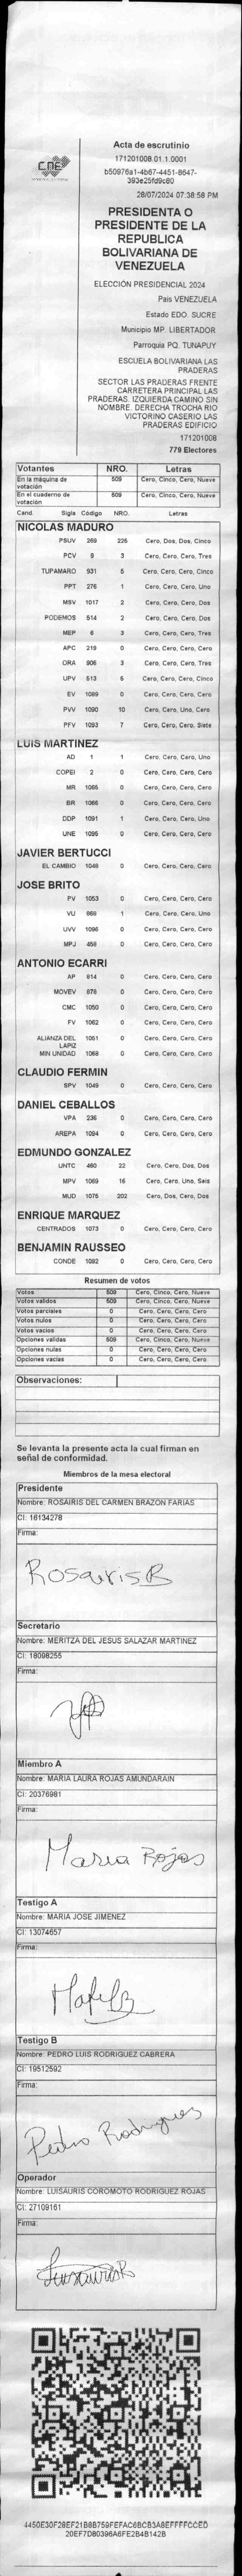 CNE
Acta de escrutinio
171201008.01.1.0001
b50976a1-4b67-4451-8647-
393e25fd9c80
28/07/2024 07:38:58 PM
PRESIDENTA O
PRESIDENTE DE LA
REPUBLICA
BOLIVARIANA DE
VENEZUELA
ELECCIÓN PRESIDENCIAL 2024
Pais VENEZUELA
Estado EDO. SUCRE
Municipio MP. LIBERTADOR
Parroquia PQ. TUNAPUY
ESCUELA BOLIVARIANA LAS
PRADERAS
SECTOR LAS PRADERAS FRENTE
CARRETERA PRINCIPAL LAS
PRADERAS. IZQUIERDA CAMINO SIN
NOMBRE. DERECHA TROCHA RIO
VICTORINO CASERIO LAS
PRADERAS EDIFICIO
171201008
779 Electores
Votantes NRO. Letras
En la máquina de votación 509 Cero, Cinco, Cero, Nueve
En el cuaderno de votación 509 Cero, Cinco, Cero, Nueve
Cand. Sigla Código NRO. Letras
NICOLAS MADURO
PSUV 269 225 Cero, Dos, Dos, Cinco
PCV 9 3 Cero, Cero, Cero, Tres
TUPAMARO 931 5 Cero, Cero, Cero, Cinco
PPT 276 1 Cero, Cero, Cero, Uno
MSV 1017 2 Cero, Cero, Cero, Dos
PODEMOS 514 2 Cero, Cero, Cero, Dos
MEP 6 3 Cero, Cero, Cero, Tres
APC 219 0 Cero, Cero, Cero, Cero
ORA 906 3 Cero, Cero, Cero, Tres
UPV 513 5 Cero, Cero, Cero, Cinco
EV 1089 0 Cero, Cero, Cero, Cero
PVV 1090 10 Cero, Cero, Uno, Cero
PFV 1093 7 Cero, Cero, Cero, Siete
LUIS MARTINEZ
AD 1 1 Cero, Cero, Cero, Uno
COPEI 2 0 Cero, Cero, Cero, Cero
MR 1065 0 Cero, Cero, Cero, Cero
BR 1066 0 Cero, Cero, Cero, Cero
DDP 1091 1 Cero, Cero, Cero, Uno
UNE 1095 0 Cero, Cero, Cero, Cero
JAVIER BERTUCCI
EL CAMBIO 1048 0 Cero, Cero, Cero, Cero
JOSE BRITO
PV 1053 0 Cero, Cero, Cero, Cero
VU 868 1 Cero, Cero, Cero, Uno
UVV 1096 0 Cero, Cero, Cero, Cero
MPJ 458 0 Cero, Cero, Cero, Cero
ANTONIO ECARRI
AP 814 0 Cero, Cero, Cero, Cero
MOVEV 878 0 Cero, Cero, Cero, Cero
CMC 1050 0 Cero, Cero, Cero, Cero
FV 1062 0 Cero, Cero, Cero, Cero
ALIANZA DEL LÁPIZ 1051 0 Cero, Cero, Cero, Cero
MIN UNIDAD 1068 0 Cero, Cero, Cero, Cero
CLAUDIO FERMIN
SPV 1049 0 Cero, Cero, Cero, Cero
DANIEL CEBALLOS
VPA 236 0 Cero, Cero, Cero, Cero
AREPA 1094 0 Cero, Cero, Cero, Cero
EDMUNDO GONZALEZ
UNTC 460 22 Cero, Cero, Dos, Dos
MPV 1069 16 Cero, Cero, Uno, Seis
MUD 1075 202 Cero, Dos, Cero, Dos
ENRIQUE MARQUEZ
CENTRADOS 1073 0 Cero, Cero, Cero, Cero
BENJAMIN RAUSSEO
CONDE 1092 0 Cero, Cero, Cero, Cero
Resumen de votos
Votos 509 Cero, Cinco, Cero, Nueve
Votos validos 509 Cero, Cinco, Cero, Nueve
Votos parciales 0 Cero, Cero, Cero, Cero
Votos nulos 0 Cero, Cero, Cero, Cero
Votos vacios 0 Cero, Cero, Cero, Cero
Opciones validas 509 Cero, Cinco, Cero, Nueve
Opciones nulas 0 Cero, Cero, Cero, Cero
Opciones vacias 0 Cero, Cero, Cero, Cero
Observaciones:
Se levanta la presente acta la cual firman en
señal de conformidad.
Miembros de la mesa electoral
Presidente
Nombre: ROSAIRIS DEL CARMEN BRAZON FARIAS
CI: 16134278
Firma:
Rosairis B
Secretario
Nombre: MERITZA DEL JESUS SALAZAR MARTINEZ
CI: 18098255
Firma:
Miembro A
Nombre: MARIA LAURA ROJAS AMUNDARAIN
CI: 20376981
Firma:
Maria Rojas
Testigo A
Nombre: MARIA JOSE JIMENEZ
CI: 13074657
Firma:
Testigo B
Nombre: PEDRO LUIS RODRIGUEZ CABRERA
CI: 19512592
Firma:
Pedro Rodriguez
Operador
Nombre: LUISAURIS COROMOTO RODRIGUEZ ROJAS
CI: 27109161
Firma:
4450E30F28EF21B8B759FEFAC6BCB3A8EFFFFCCED
20EF7D80396A6FE2B4B142B